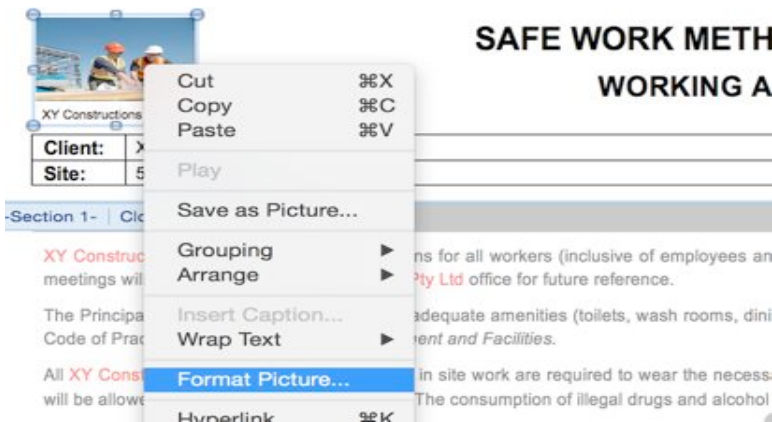 SAFE WORK METH
WORKING A
XY Constructions
Cut ⌘X
Copy ⌘C
Paste ⌘V
Client: X
Site: 5
Play
Save as Picture...
-Section 1- Clo
Grouping
Arrange
XY Construc ns for all workers (inclusive of employees an
meetings wil Pty Ltd office for future reference.
Insert Caption...
Wrap Text
The Principa adequate amenities (toilets, wash rooms, dini
Code of Prac ent and Facilities.
Format Picture...
All XY Const in site work are required to wear the necess
will be allowe The consumption of illegal drugs and alcohol
Hyperlink ⌘K